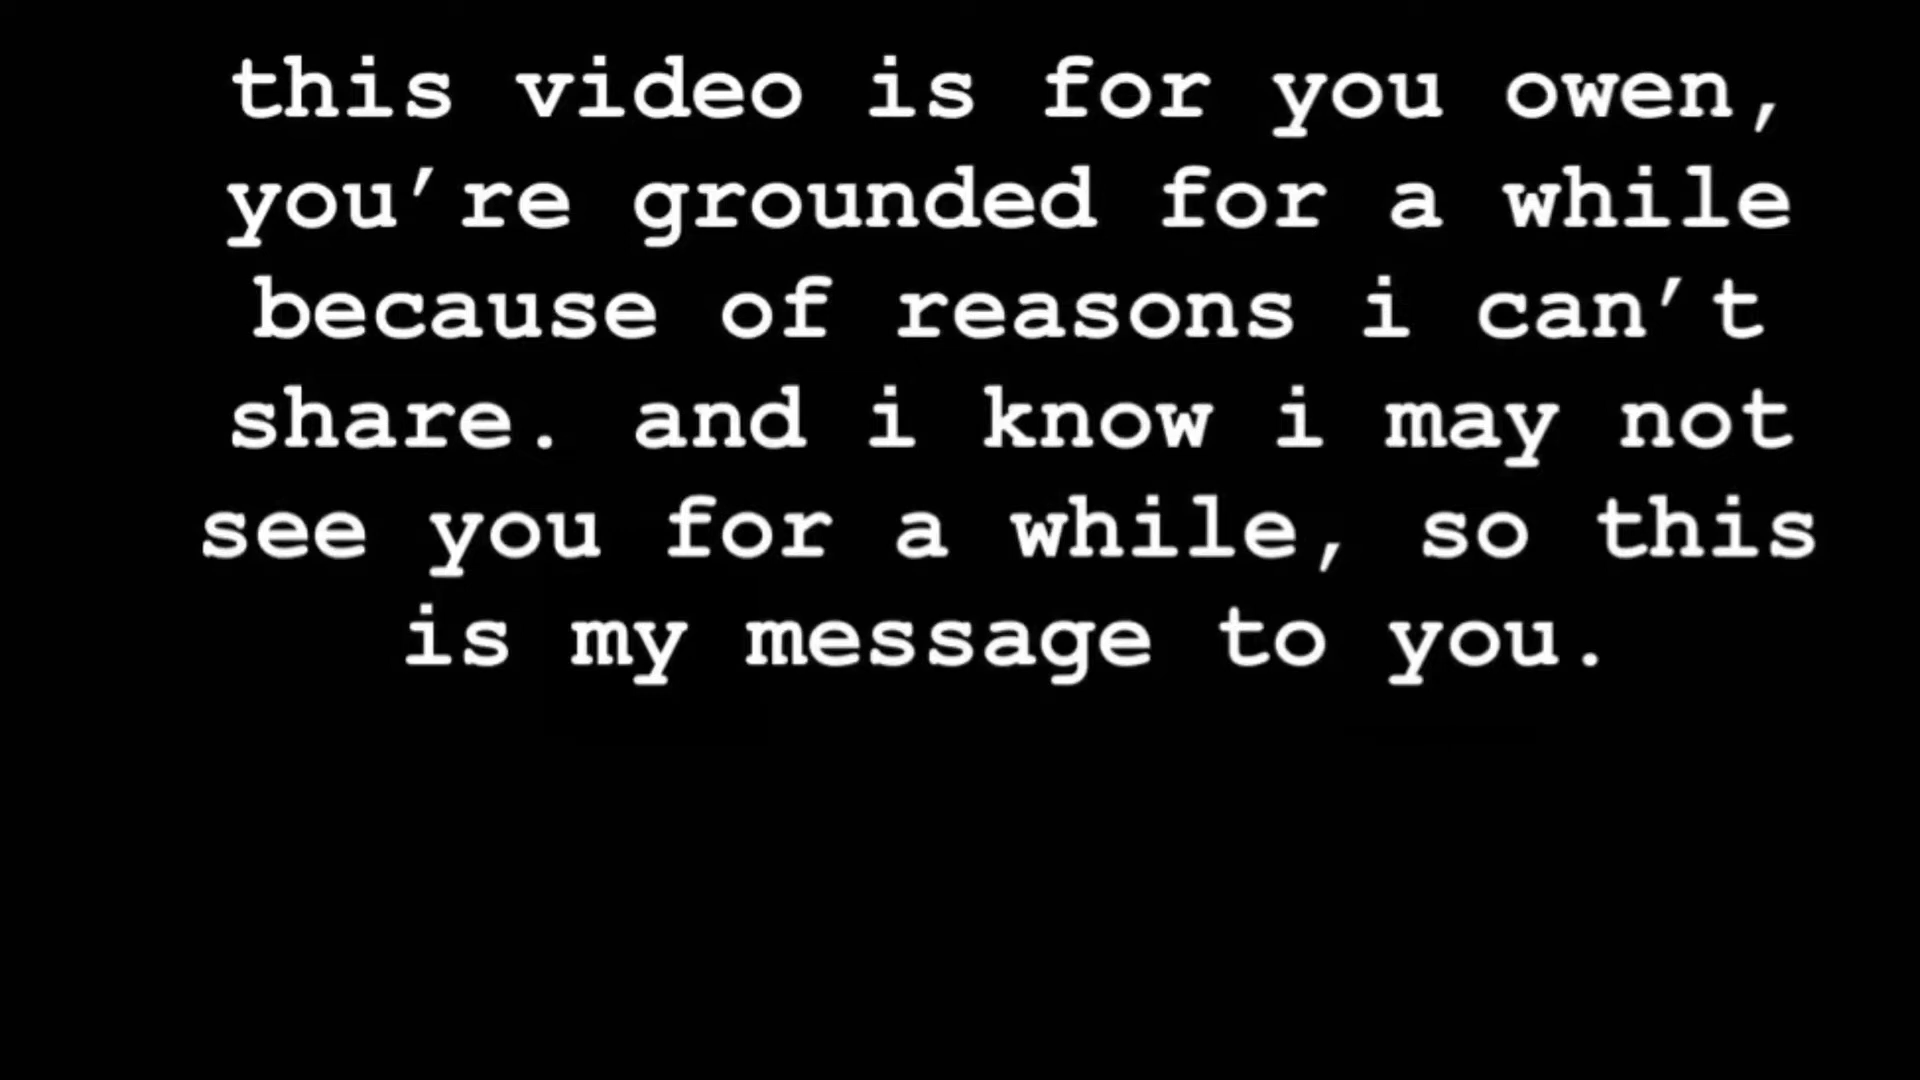 this video is for you owen,
you’re grounded for a while
because of reasons i can’t
share. and i know i may not
see you for a while, so this
is my message to you.